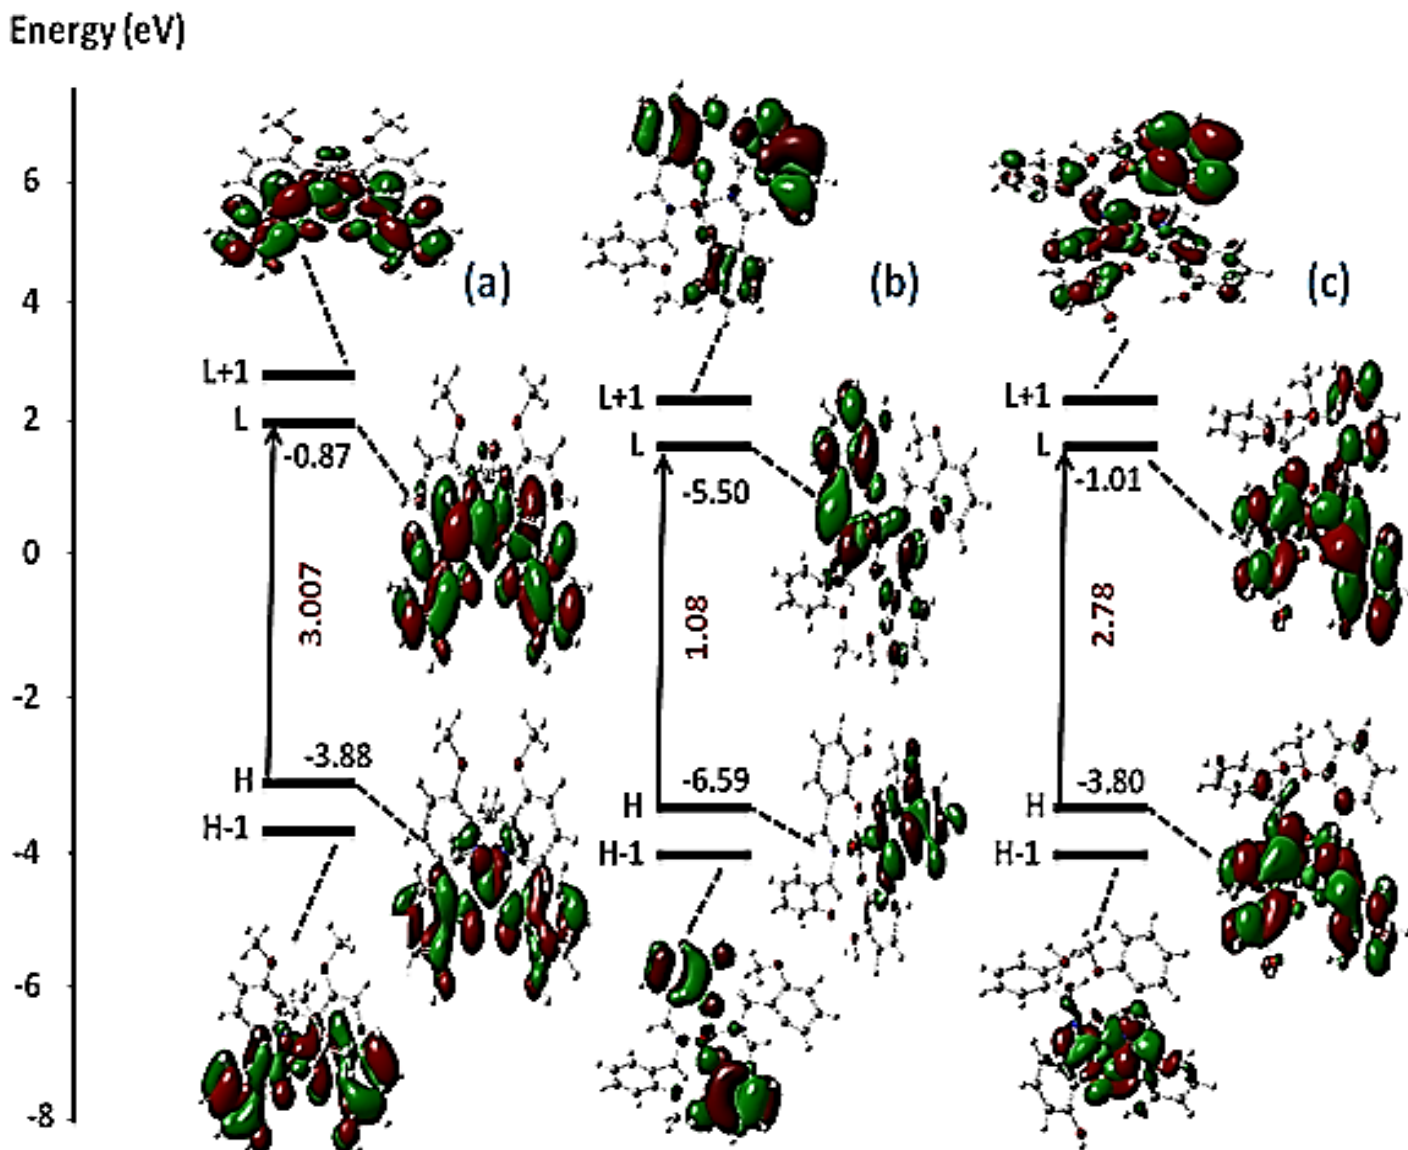 Energy (eV)
6
4
2
0
-2
-4
-6
-8
(a)
L+1
L
-0.87
3.007
-3.88
H
H-1
(b)
L+1
L
-5.50
1.08
-6.59
H
H-1
(c)
L+1
L
-1.01
2.78
-3.80
H
H-1